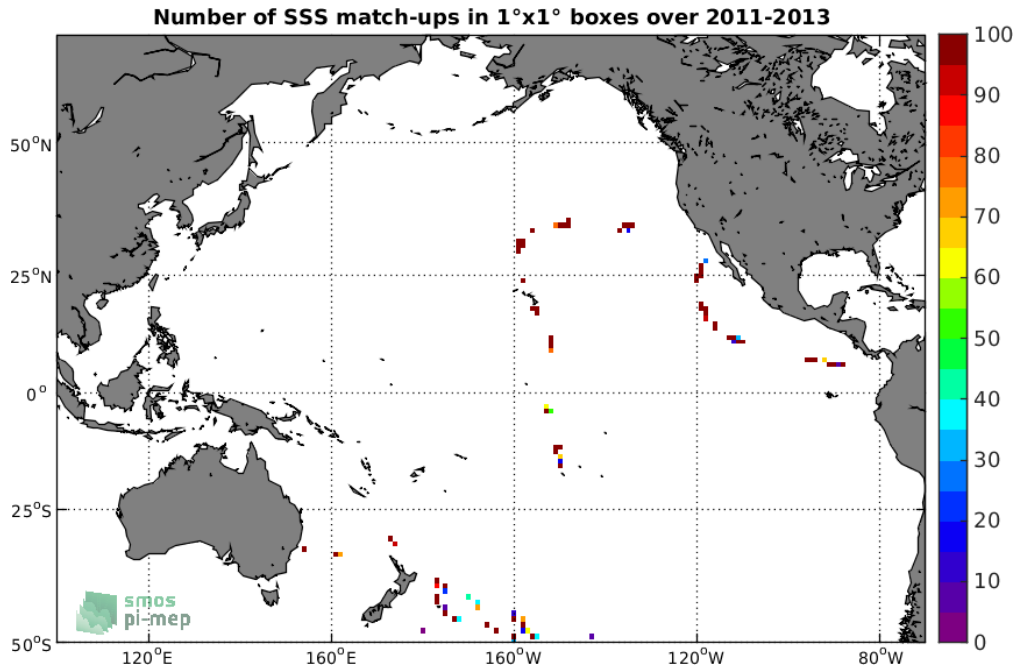 Number of SSS match-ups in 1°x1° boxes over 2011-2013
100
90
80
70
60
50
40
30
20
10
0
50°N
25°N
0°
25°S
50°S
120°E
160°E
160°W
120°W
80°W
smos
pi-mep